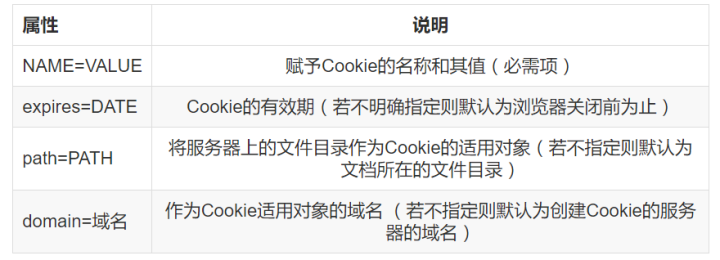 属性 说明
NAME=VALUE 赋予Cookie的名称和其值（必需项）
expires=DATE Cookie的有效期（若不明确指定则默认为浏览器关闭前为止）
path=PATH 将服务器上的文件目录作为Cookie的适用对象（若不指定则默认为
文档所在的文件目录）
domain=域名 作为Cookie适用对象的域名 （若不指定则默认为创建Cookie的服务
器的域名）